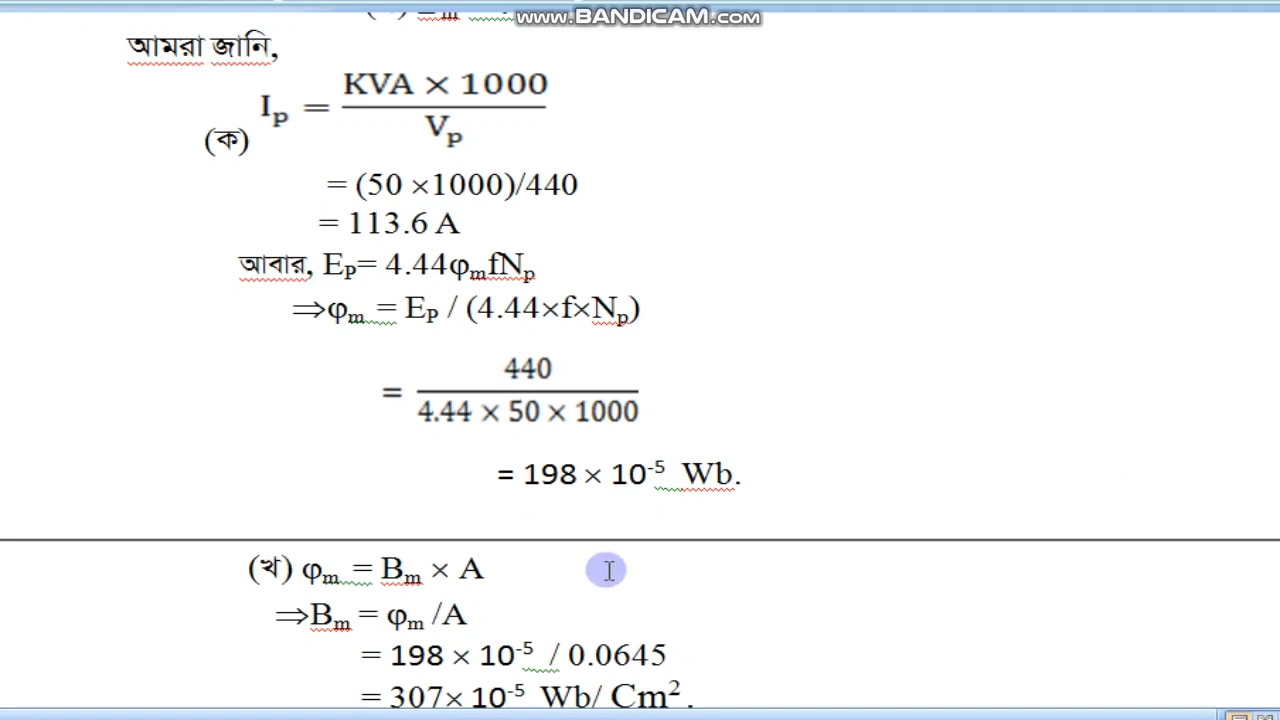 www.BANDICAM.com
আমরা জানি,
(ক) Iₚ = KVA × 1000 / Vₚ
= (50 ×1000)/440
= 113.6 A
আবার, Eₚ= 4.44φₘfNₚ
⇒φₘ = Eₚ / (4.44×f×Nₚ)
= 440 / 4.44 × 50 × 1000
= 198 × 10⁻⁵ Wb.
(খ) φₘ = Bₘ × A
⇒Bₘ = φₘ /A
= 198 × 10⁻⁵ / 0.0645
= 307× 10⁻⁵ Wb/ Cm².